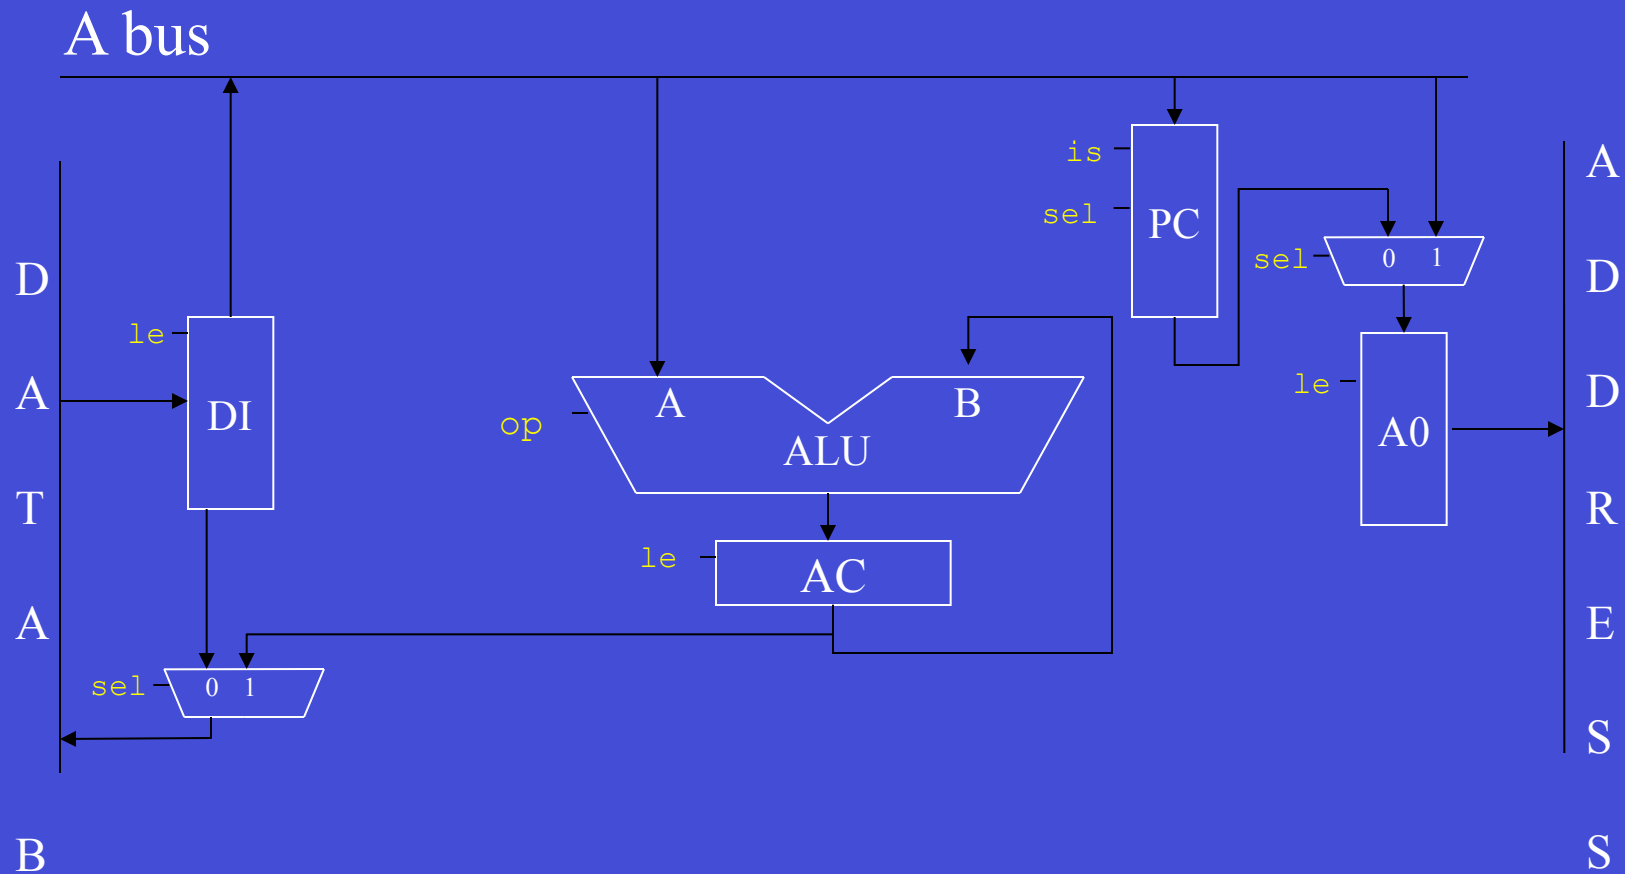 A bus
is
sel
PC
sel
0 1
le
DI
A
B
op
ALU
le
A0
le
AC
sel
0 1
D
A
T
A
B
A
D
D
R
E
S
S